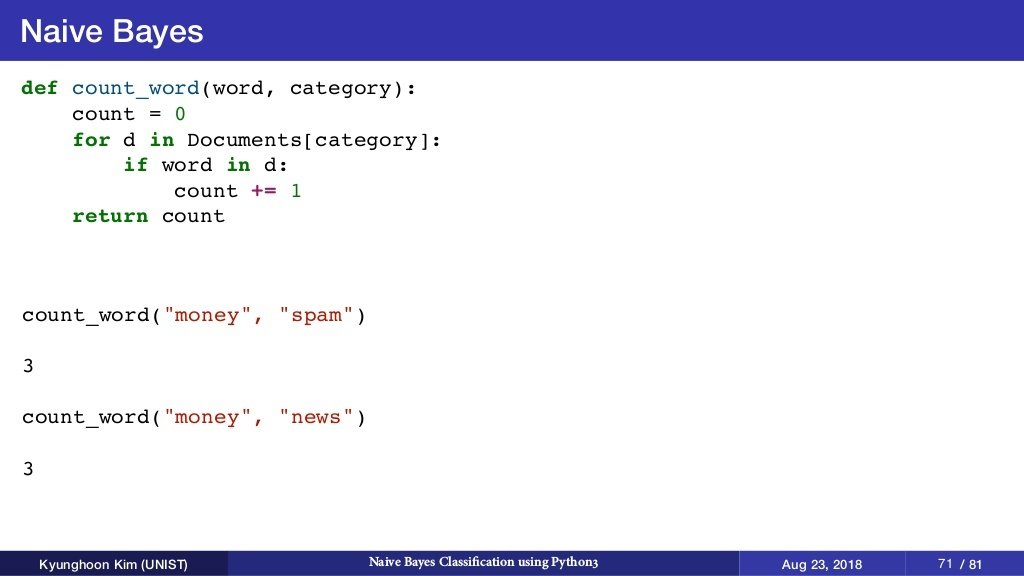 Naive Bayes
def count_word(word, category):
    count = 0
    for d in Documents[category]:
        if word in d:
            count += 1
    return count
count_word("money", "spam")
3
count_word("money", "news")
3
Kyunghoon Kim (UNIST) Naive Bayes Classification using Python3 Aug 23, 2018 71 / 81